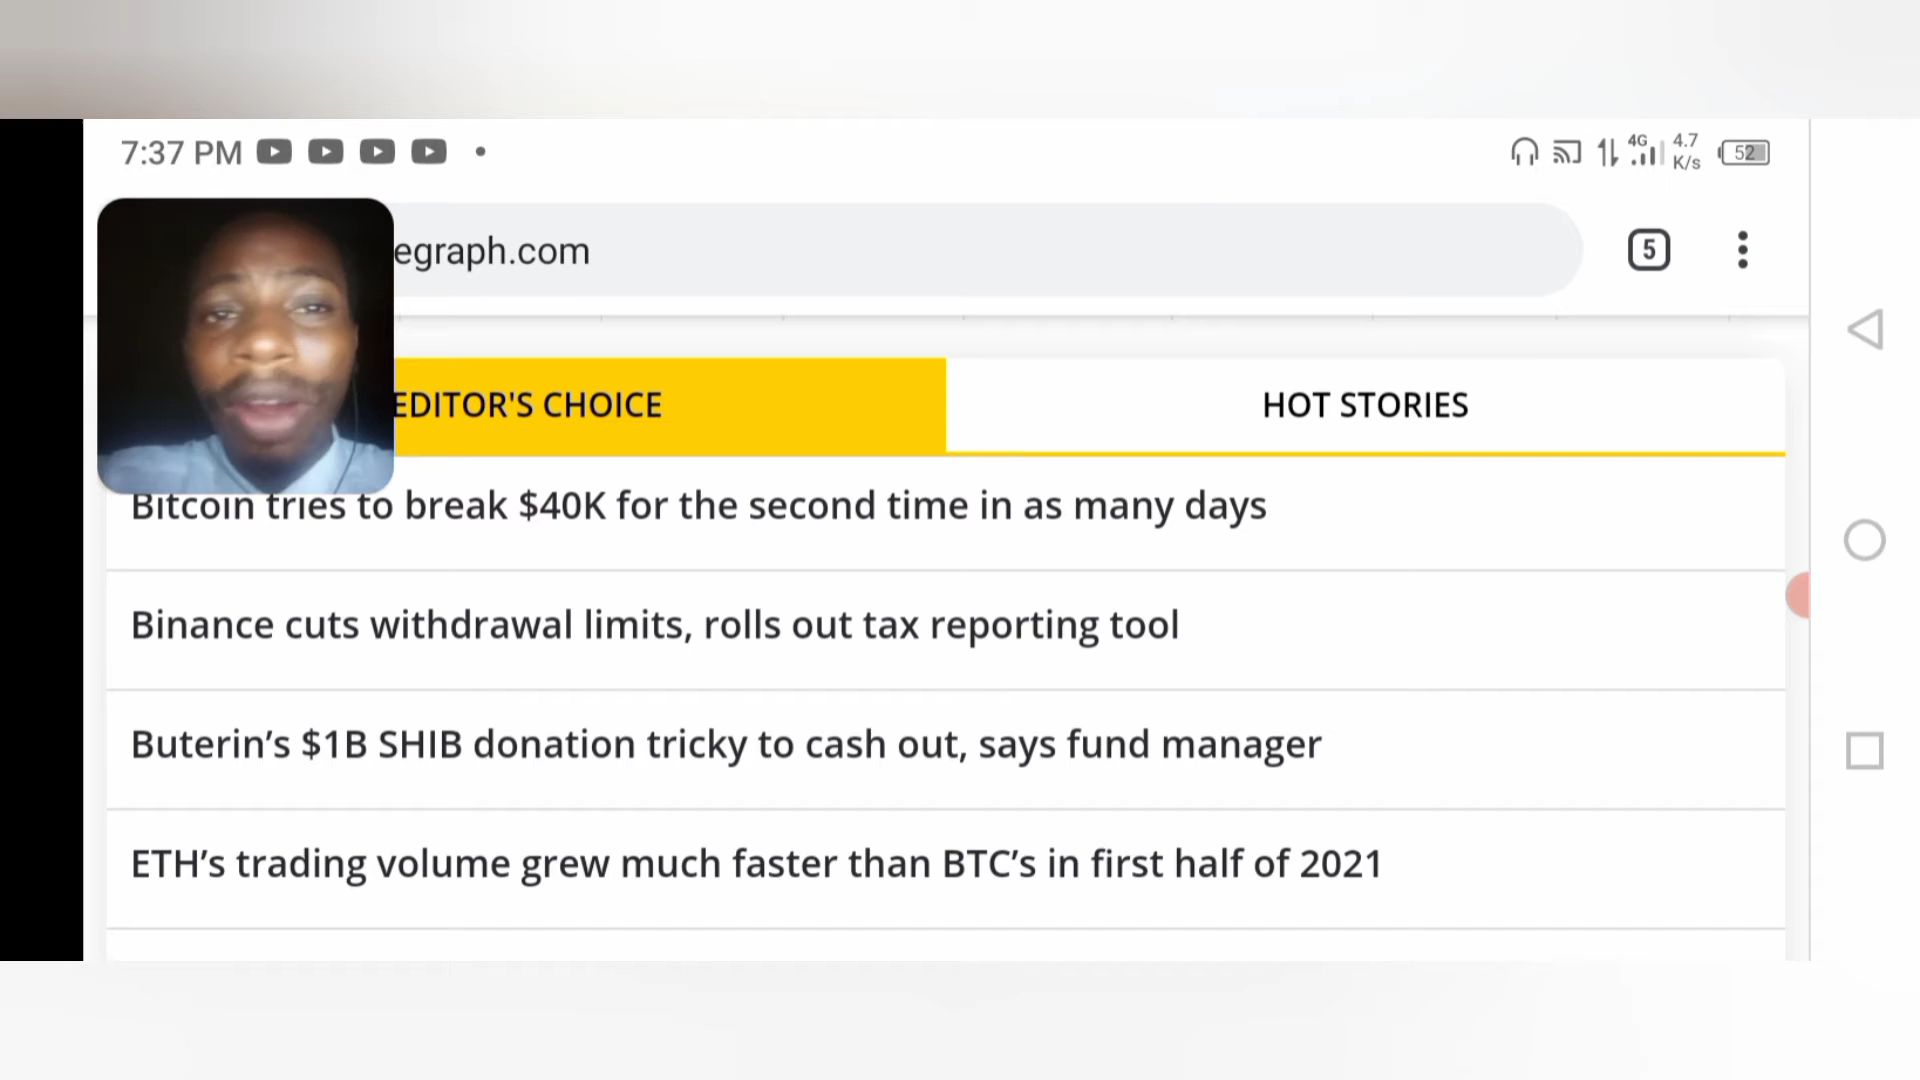 7:37 PM
4G 4.7 K/s 52
egraph.com
5
EDITOR'S CHOICE
HOT STORIES
Bitcoin tries to break $40K for the second time in as many days
Binance cuts withdrawal limits, rolls out tax reporting tool
Buterin’s $1B SHIB donation tricky to cash out, says fund manager
ETH’s trading volume grew much faster than BTC’s in first half of 2021